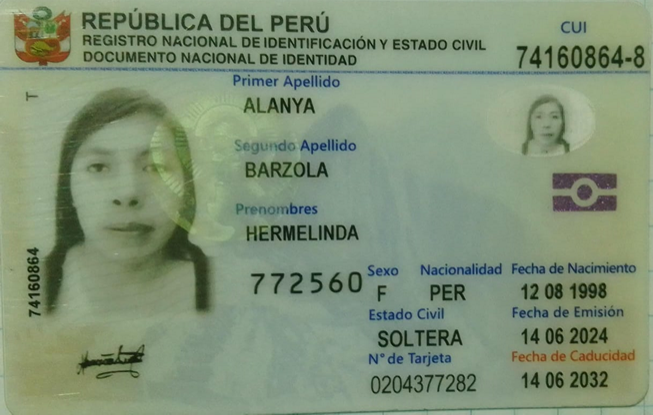 REPÚBLICA DEL PERÚ
REGISTRO NACIONAL DE IDENTIFICACIÓN Y ESTADO CIVIL
DOCUMENTO NACIONAL DE IDENTIDAD
CUI
74160864-8
T
Primer Apellido
ALANYA
Segundo Apellido
BARZOLA
Prenombres
HERMELINDA
74160864
772560
Sexo Nacionalidad Fecha de Nacimiento
F PER 12 08 1998
Estado Civil Fecha de Emisión
SOLTERA 14 06 2024
N° de Tarjeta Fecha de Caducidad
0204377282 14 06 2032